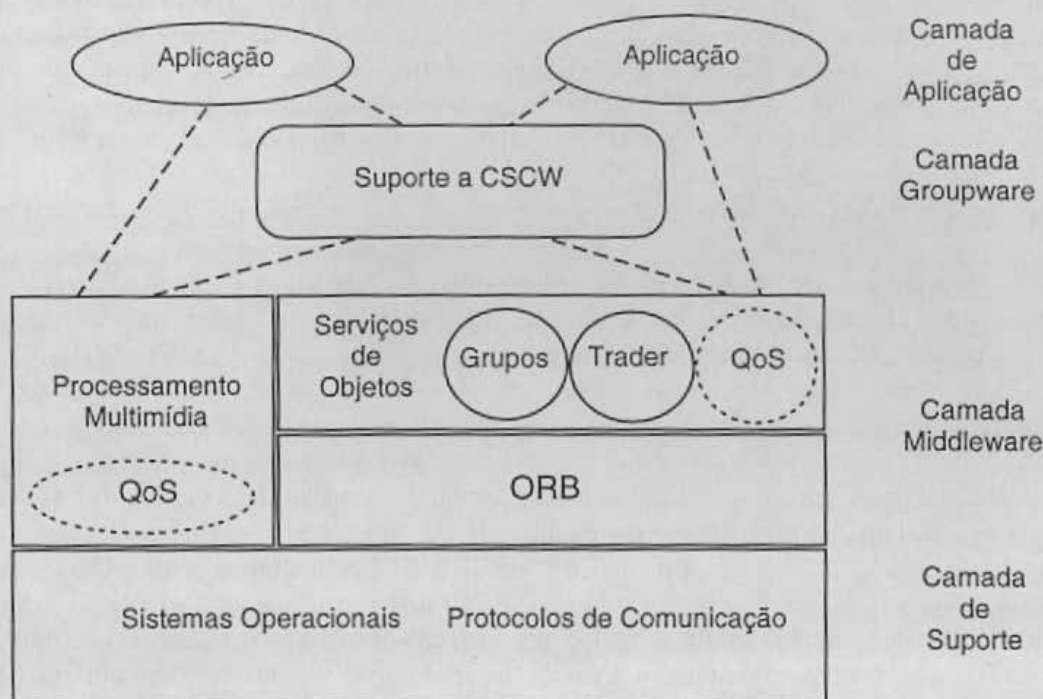 Aplicação
Aplicação
Camada
de
Aplicação
Suporte a CSCW
Camada
Groupware
Serviços
de
Objetos
Grupos
Trader
QoS
Processamento
Multimídia
QoS
ORB
Camada
Middleware
Sistemas Operacionais
Protocolos de Comunicação
Camada
de
Suporte